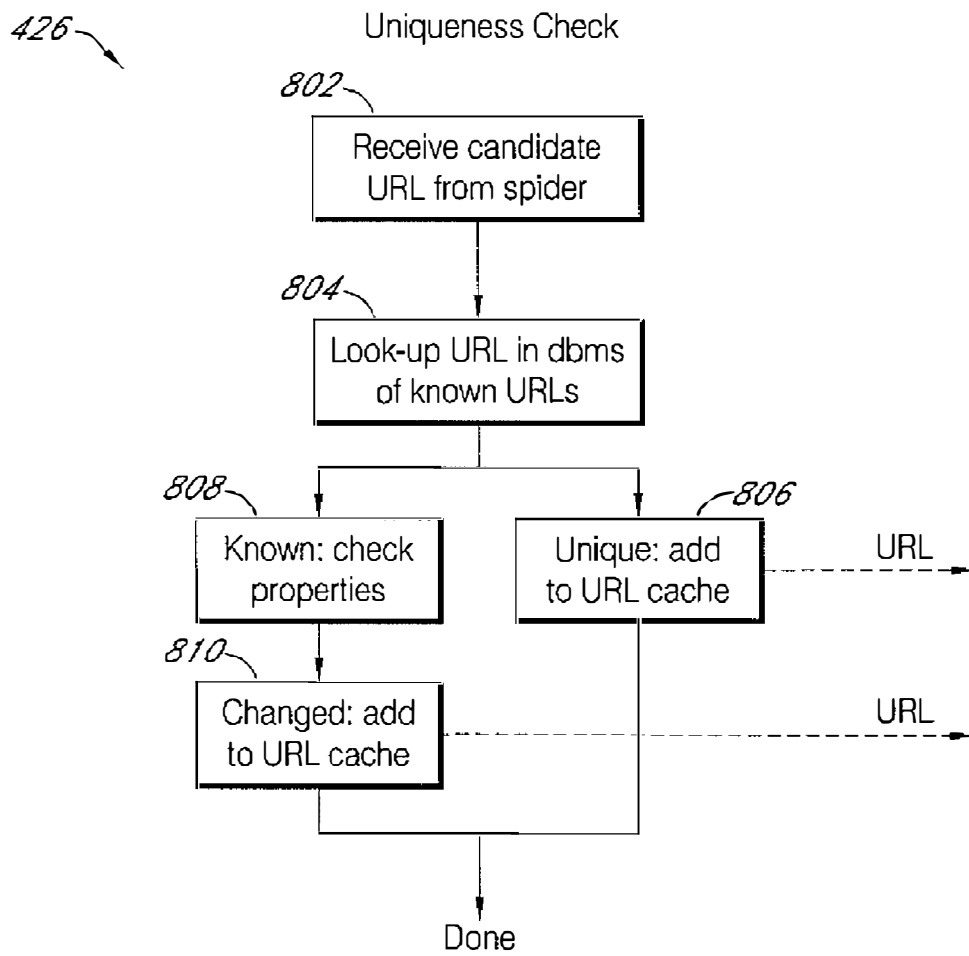 426
Uniqueness Check
802
Receive candidate
URL from spider
804
Look-up URL in dbms
of known URLs
808
Known: check
properties
806
Unique: add
to URL cache
URL
810
Changed: add
to URL cache
URL
Done